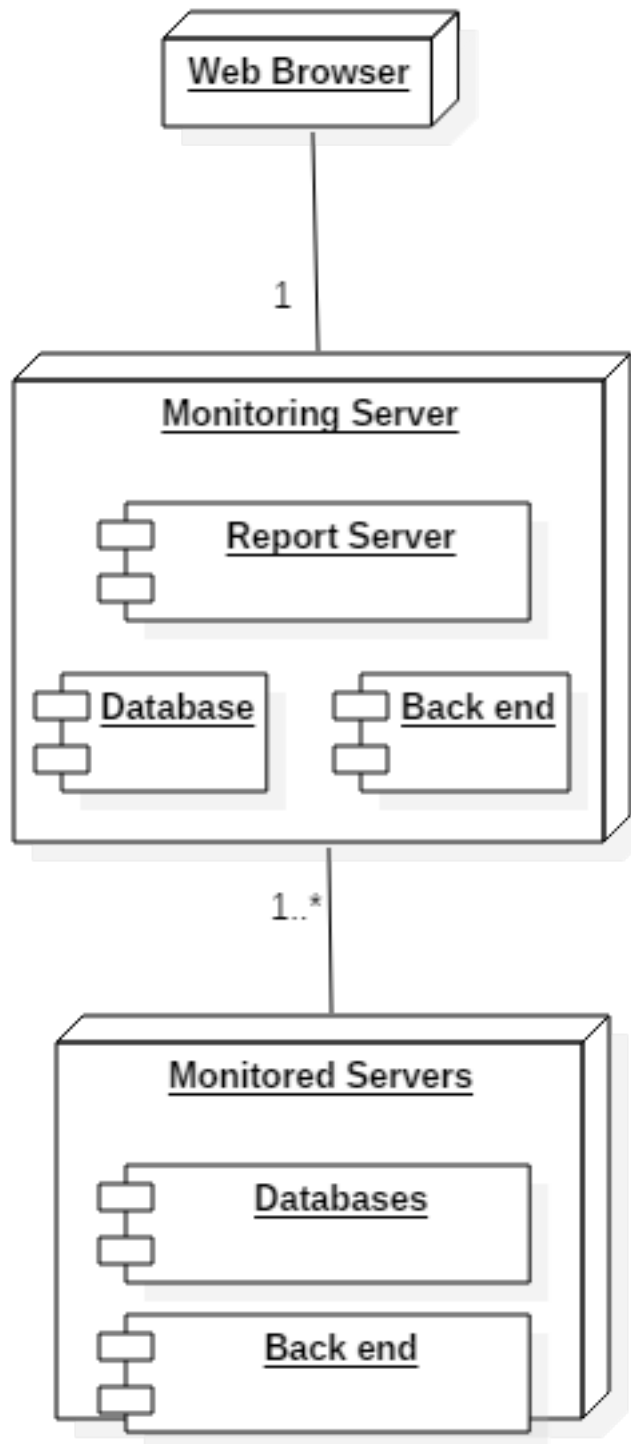 Web Browser
1
Monitoring Server
Report Server
Database
Back end
1..*
Monitored Servers
Databases
Back end